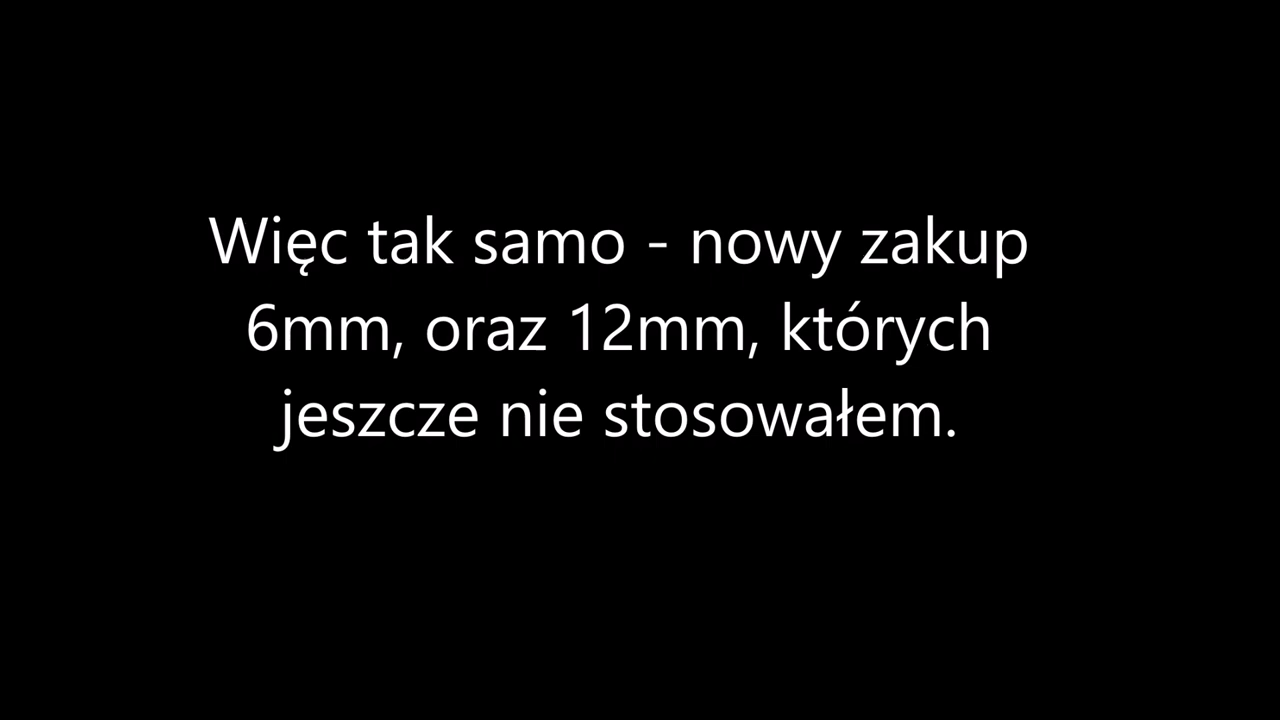 Więc tak samo - nowy zakup
6mm, oraz 12mm, których
jeszcze nie stosowałem.